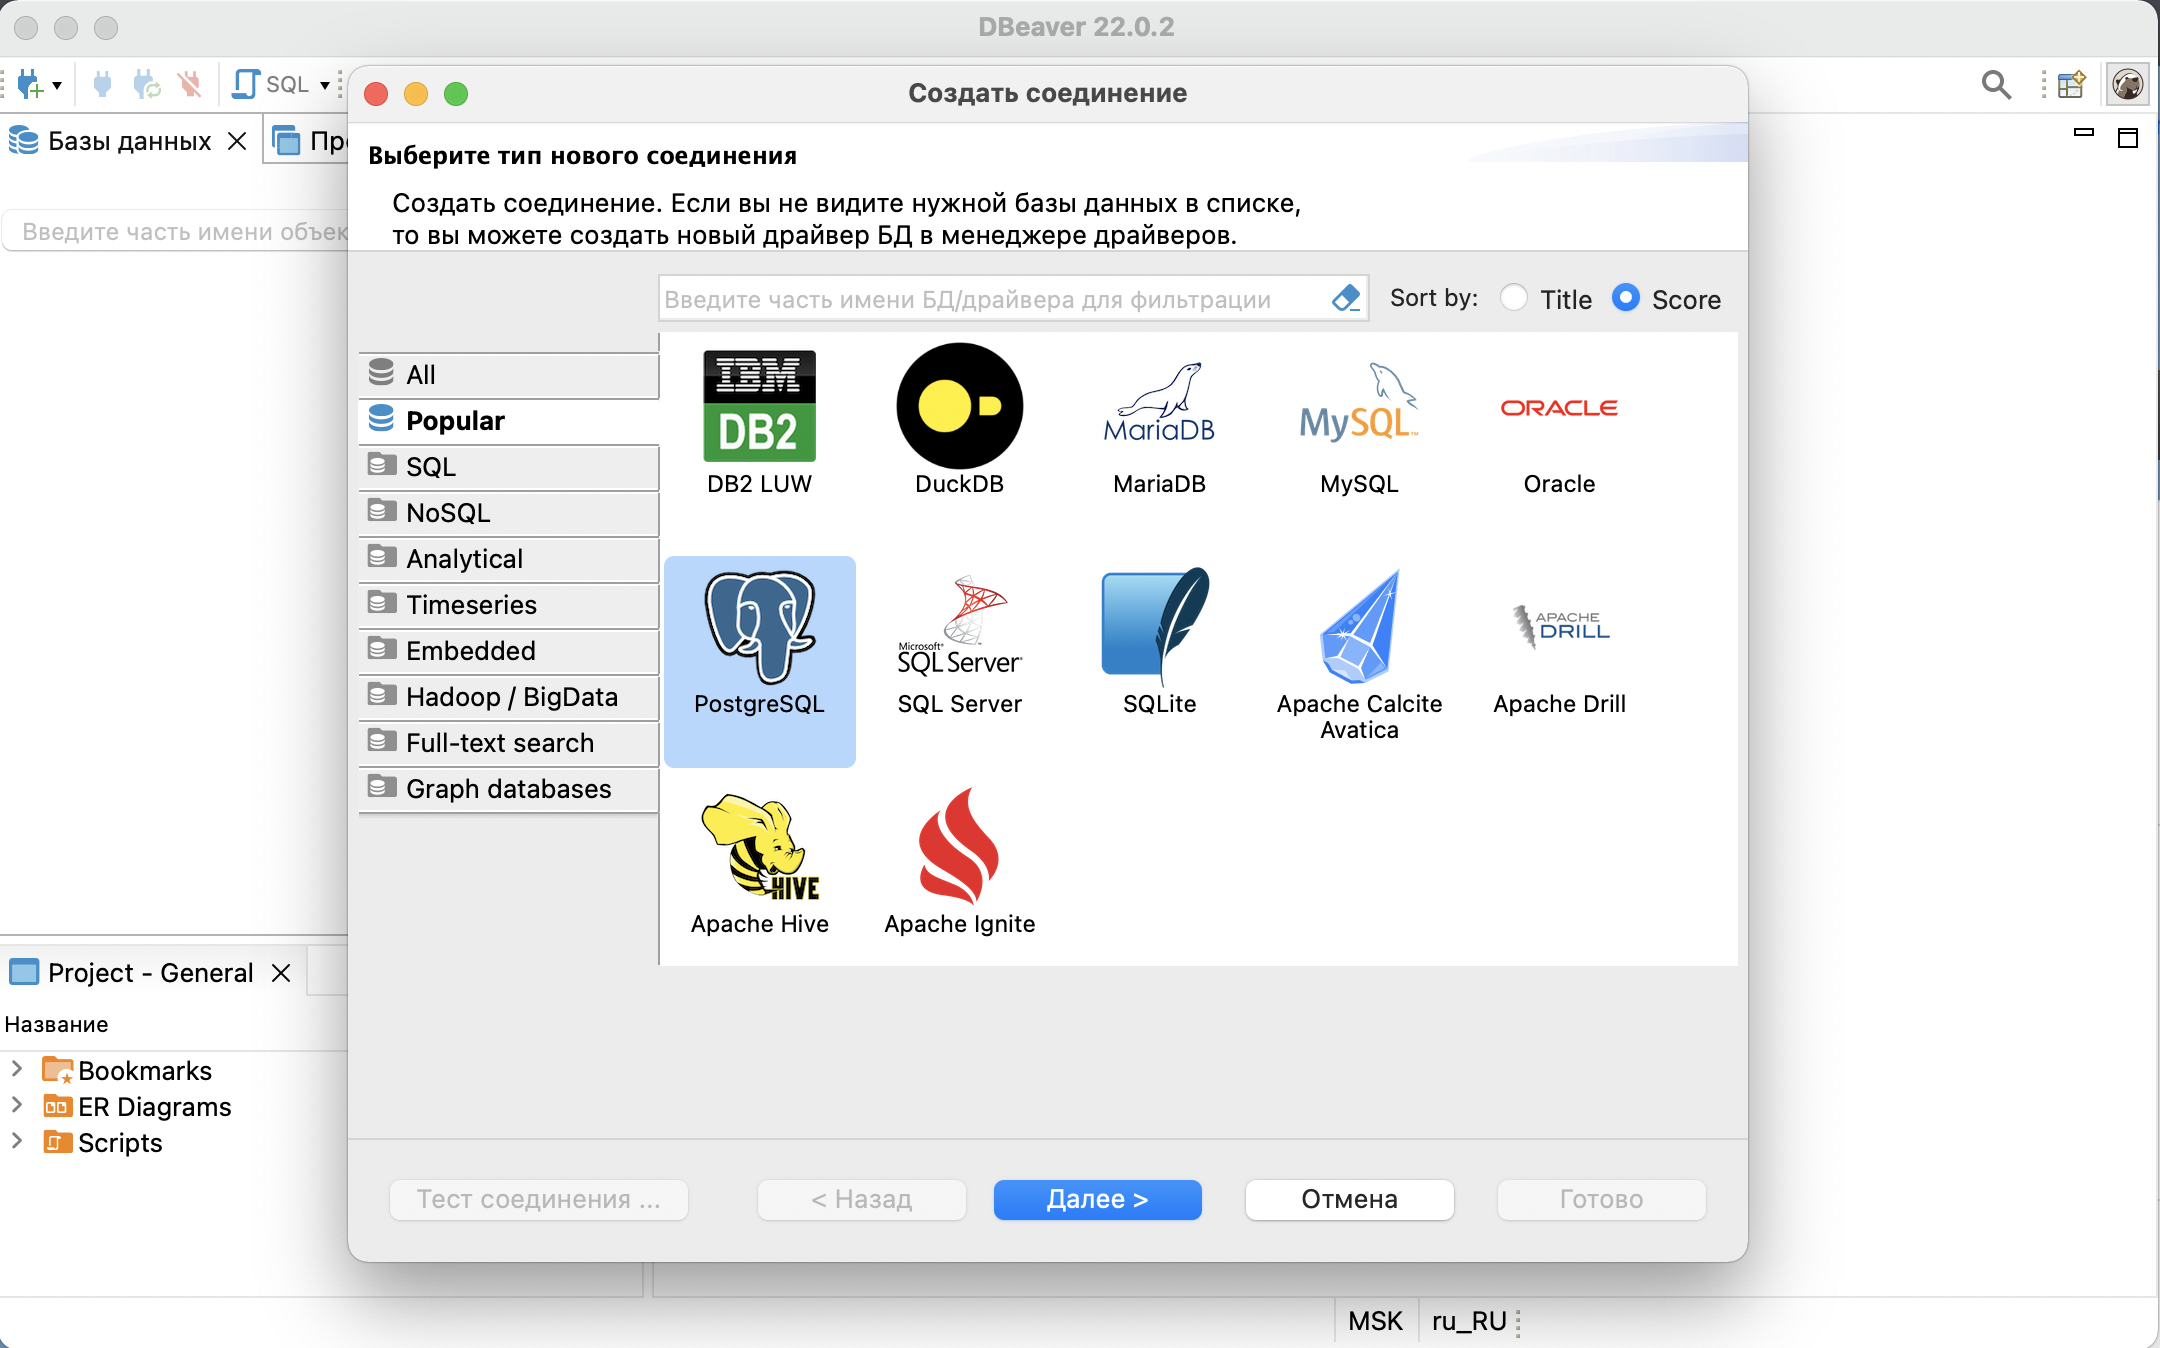 DBeaver 22.0.2
SQL
Создать соединение
Базы данных
Выберите тип нового соединения
Создать соединение. Если вы не видите нужной базы данных в списке,
то вы можете создать новый драйвер БД в менеджере драйверов.
Введите часть имени БД/драйвера для фильтрации
Sort by:
Title
Score
All
Popular
SQL
NoSQL
Analytical
Timeseries
Embedded
Hadoop / BigData
Full-text search
Graph databases
IBM
DB2
DB2 LUW
DuckDB
MariaDB
MariaDB
MySQL
MySQL
ORACLE
Oracle
PostgreSQL
Microsoft
SQL Server
SQL Server
SQLite
Apache Calcite
Avatica
APACHE
DRILL
Apache Drill
HIVE
Apache Hive
Apache Ignite
Введите часть имени
Project - General
Название
Bookmarks
ER Diagrams
Scripts
Тест соединения ...
< Назад
Далее >
Отмена
Готово
MSK
ru_RU